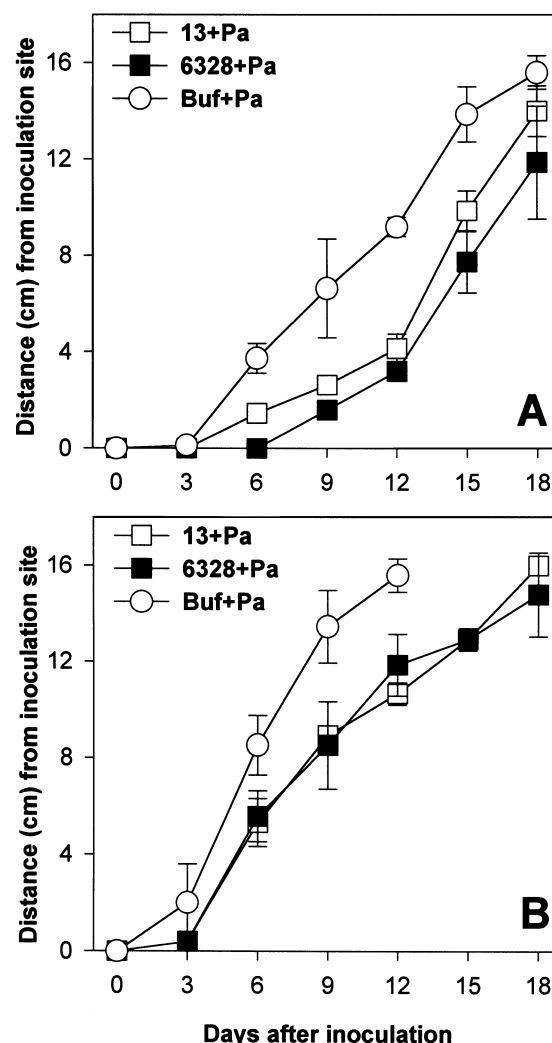 13+Pa
6328+Pa
Buf+Pa
16
12
8
4
0
Distance (cm) from inoculation site
A
0 3 6 9 12 15 18
13+Pa
6328+Pa
Buf+Pa
16
12
8
4
0
Distance (cm) from inoculation site
B
0 3 6 9 12 15 18
Days after inoculation